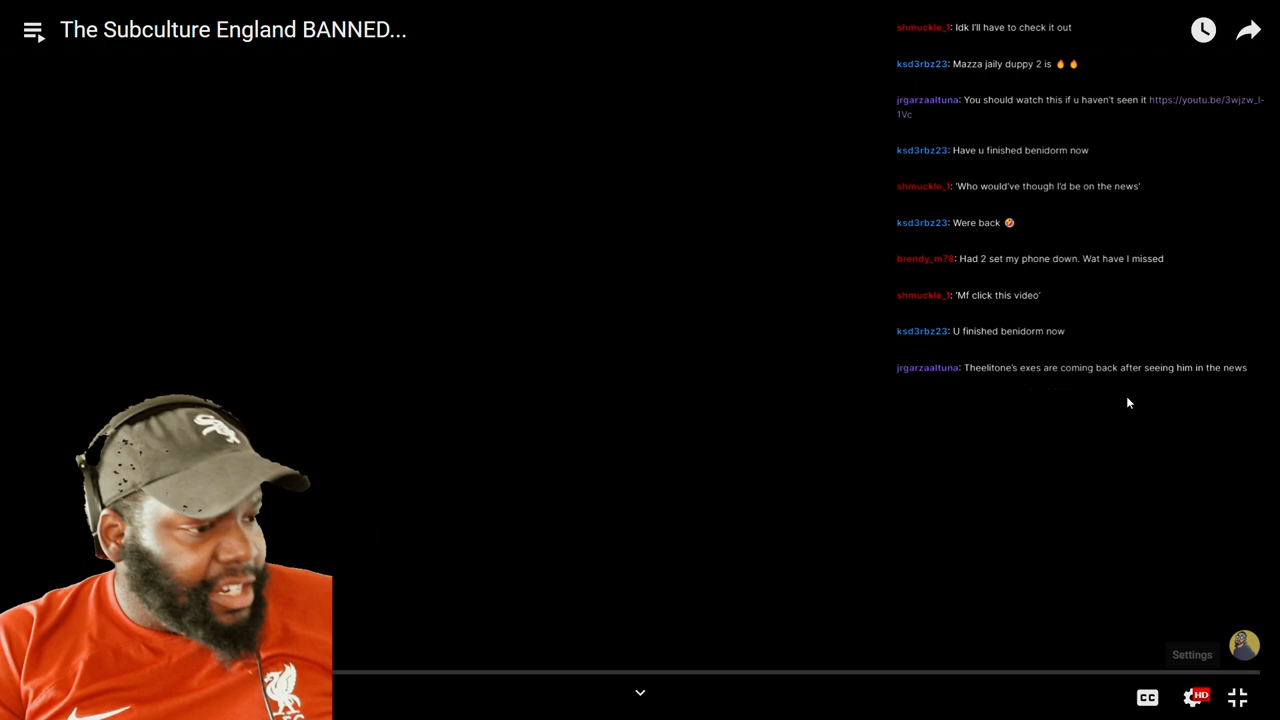 The Subculture England BANNED...
shmuckle_1: Idk I'll have to check it out
ksd3rbz23: Mazza jaily duppy 2 is 🔥 🔥
jrgarzaaltuna: You should watch this if u haven't seen it https://youtu.be/3wjzw_l-
1Vc
ksd3rbz23: Have u finished benidorm now
shmuckle_1: 'Who would've though I'd be on the news'
ksd3rbz23: Were back 🤣
brendy_m78: Had 2 set my phone down. Wat have I missed
shmuckle_1: 'Mf click this video'
ksd3rbz23: U finished benidorm now
jrgarzaaltuna: Theelitone's exes are coming back after seeing him in the news
Settings
CC
HD